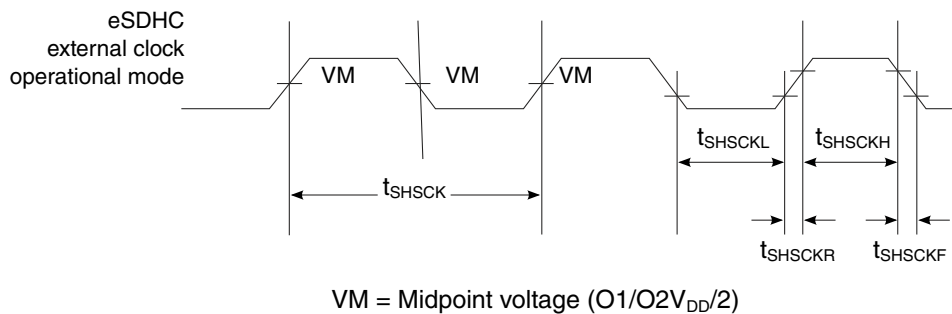 eSDHC
external clock
operational mode
VM VM VM
tSHSCKL tSHSCKH
tSHSCK
tSHSCKR tSHSCKF
VM = Midpoint voltage (O1/O2VDD/2)